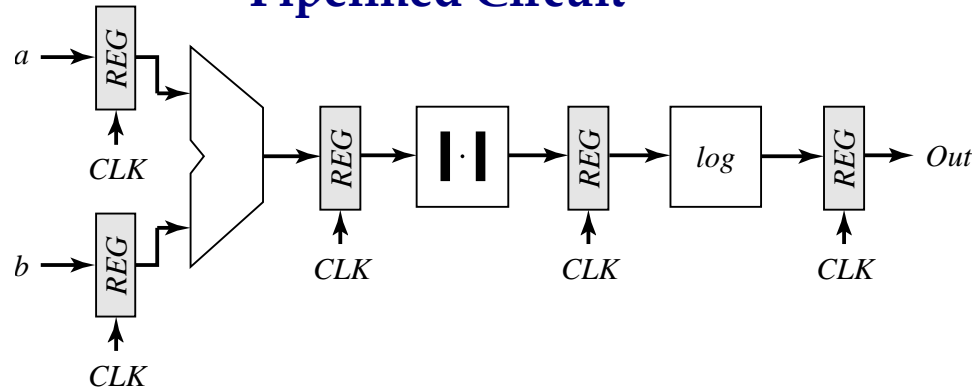 Pipelined Circuit
a
REG
CLK
b
REG
CLK
REG
CLK
|·|
REG
CLK
log
REG
CLK
Out